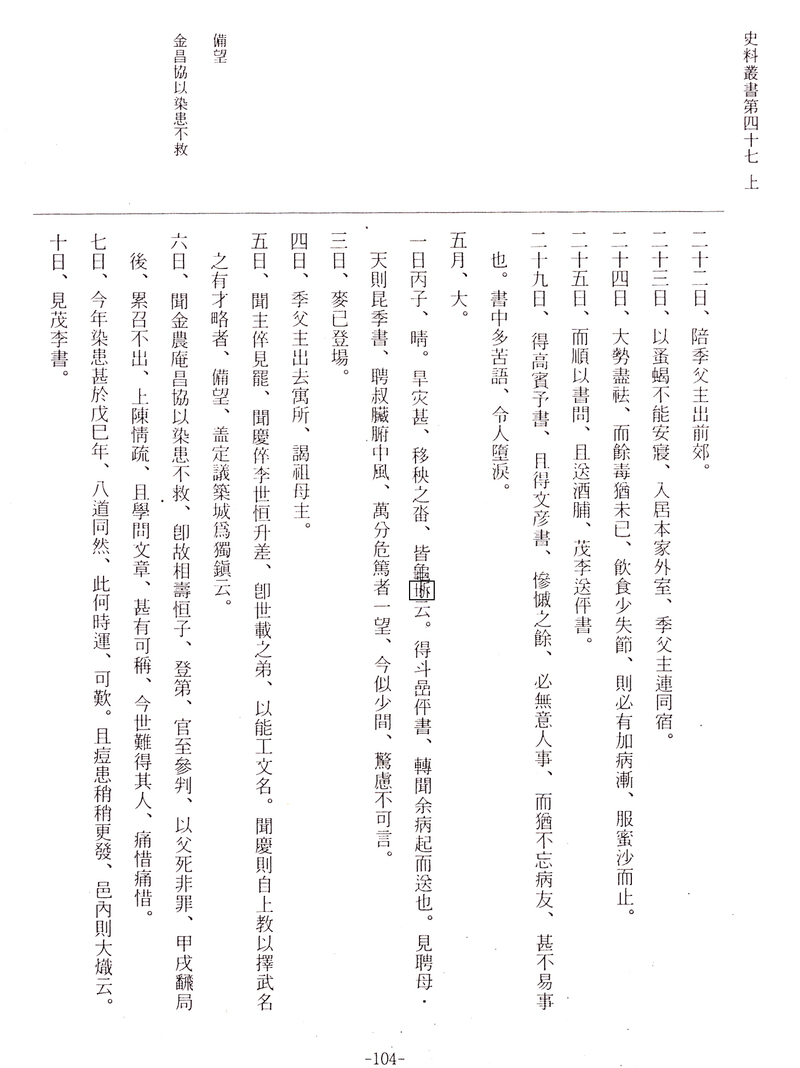 史料叢書第四十七 上
備望
金昌協以染患不救
二十二日、陪季父主出前郊。
二十三日、以蚤蝎不能安寢、入居本家外室、季父主連同宿。
二十四日、大勢盡祛、而餘毒猶未已、飮食少失節、則必有加病漸、服蜜沙而止。
二十五日、而順以書問、且送酒脯、茂李送伻書。
二十九日、得高賓予書、且得文彦書、慘慽之餘、必無意人事、而猶不忘病友、甚不易事
也。書中多苦語、令人墮淚。
五月、大。
一日丙子、晴。旱灾甚、移秧之畓、皆龜坼云。得斗嵒伻書、轉聞余病起而送也。見聘母·
天則昆季書、聘叔臟腑中風、萬分危篤者一望、今似少間、驚慮不可言。
三日、麥已登場。
四日、季父主出去寓所、謁祖母主。
五日、聞主倅見罷、聞慶倅李世恒升差、卽世載之弟、以能工文名。聞慶則自上敎以擇武名
之有才略者、備望、盖定議築城爲獨鎭云。
六日、聞金農庵昌協以染患不救、卽故相壽恒子、登第、官至參判、以父死非罪、甲戌飜局
後、累召不出、上陳情疏、且學問文章、甚有可稱、今世難得其人、痛惜痛惜。
七日、今年染患甚於戊巳年、八道同然、此何時運、可歎。且痘患稍稍更發、邑內則大熾云。
十日、見茂李書。
-104-